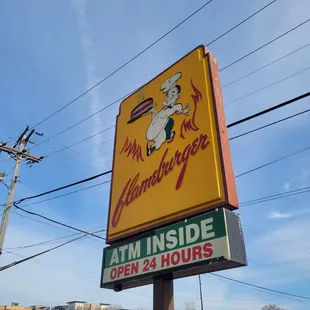 flameburger
ATM INSIDE
OPEN 24 HOURS